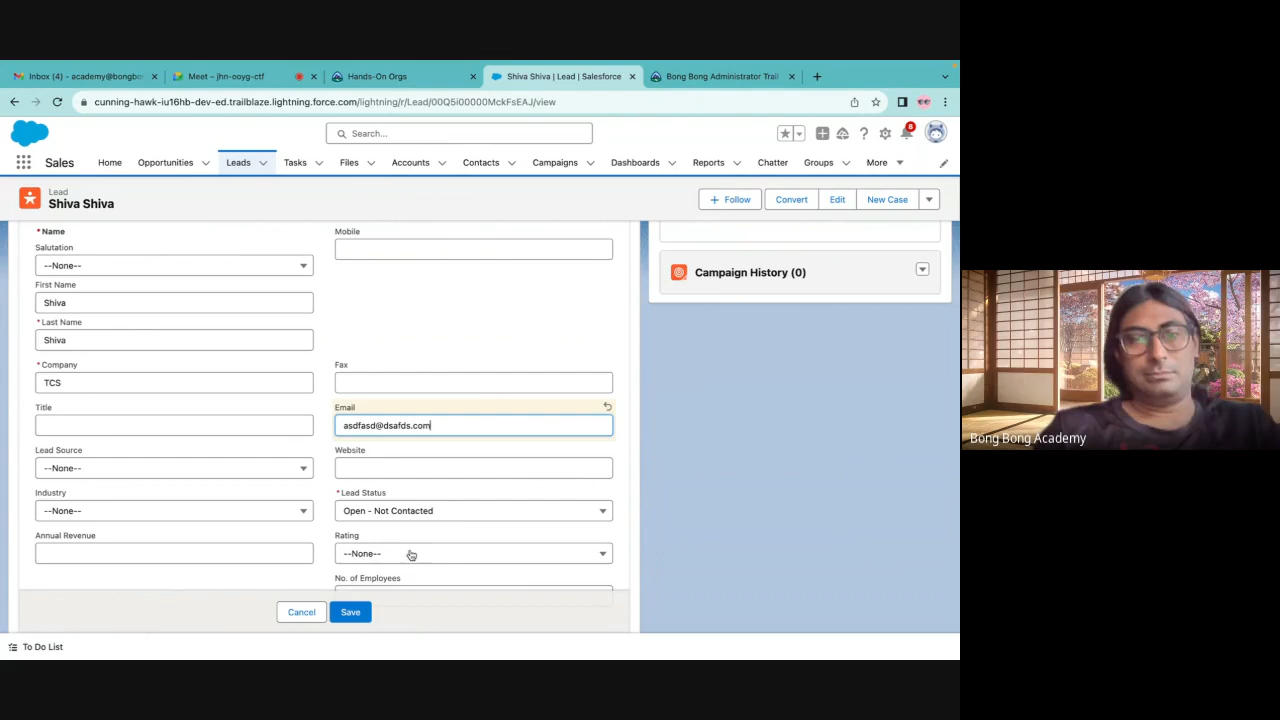 Inbox (4) - academy@bongbo
Meet – jhn-ooyg-ctf
Hands-On Orgs
Shiva Shiva | Lead | Salesforce
Bong Bong Administrator Trail
cunning-hawk-iu16hb-dev-ed.trailblaze.lightning.force.com/lightning/r/Lead/00Q5i00000MckFsEAJ/view
Search...
8
Sales
Home
Opportunities
Leads
Tasks
Files
Accounts
Contacts
Campaigns
Dashboards
Reports
Chatter
Groups
More
Lead
Shiva Shiva
+ Follow
Convert
Edit
New Case
* Name
Mobile
Salutation
--None--
First Name
Shiva
* Last Name
Shiva
* Company
Fax
TCS
Title
Email
asdfasd@dsafds.com
Lead Source
Website
--None--
Industry
* Lead Status
--None--
Open - Not Contacted
Annual Revenue
Rating
--None--
No. of Employees
Cancel
Save
Campaign History (0)
To Do List
Bong Bong Academy